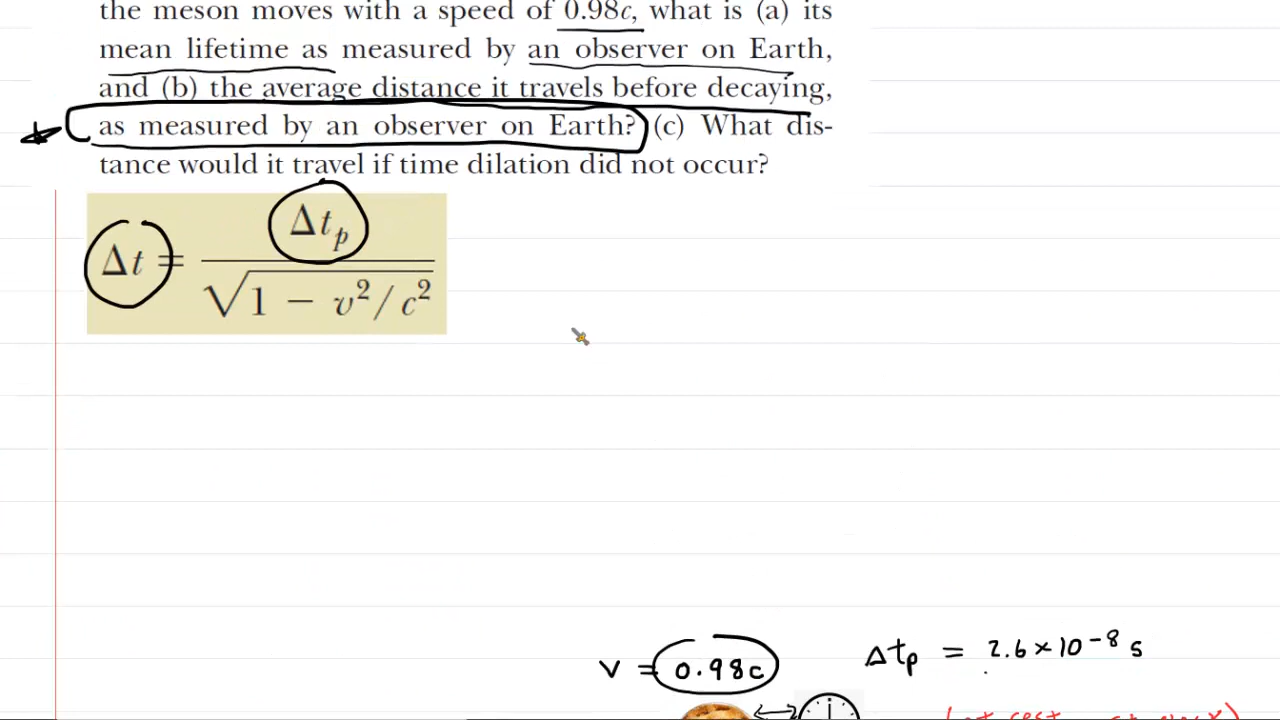 the meson moves with a speed of 0.98c, what is (a) its
mean lifetime as measured by an observer on Earth,
and (b) the average distance it travels before decaying,
as measured by an observer on Earth? (c) What dis-
tance would it travel if time dilation did not occur?
Δt = Δtp / √1 − v²/c²
v = 0.98c
Δtp = 2.6×10⁻⁸ s